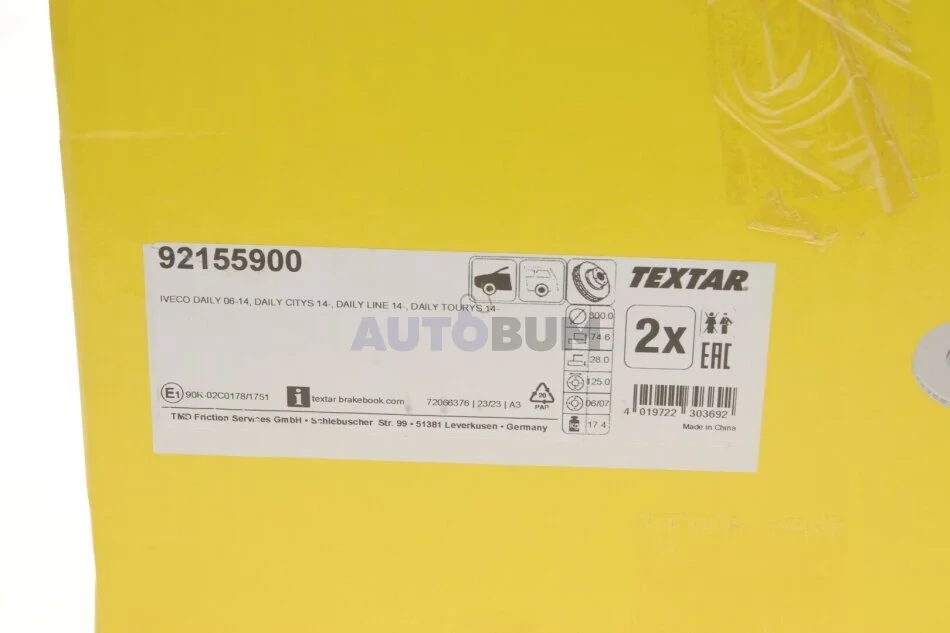 92155900
TEXTAR®
IVECO DAILY 06-14, DAILY CITYS 14-, DAILY LINE 14-, DAILY TOURYS 14-
AUTOBUM
300.0
74.6
28.0
125.0
06/07
KG 17.4
2x
EAC
E1 90R-02C0178/1751
i textar brakebook.com
72066376 | 23/23 | A3
20
PAP
TMD Friction Services GmbH • Schlebuscher Str. 99 • 51381 Leverkusen • Germany
4 019722 303692
Made in China